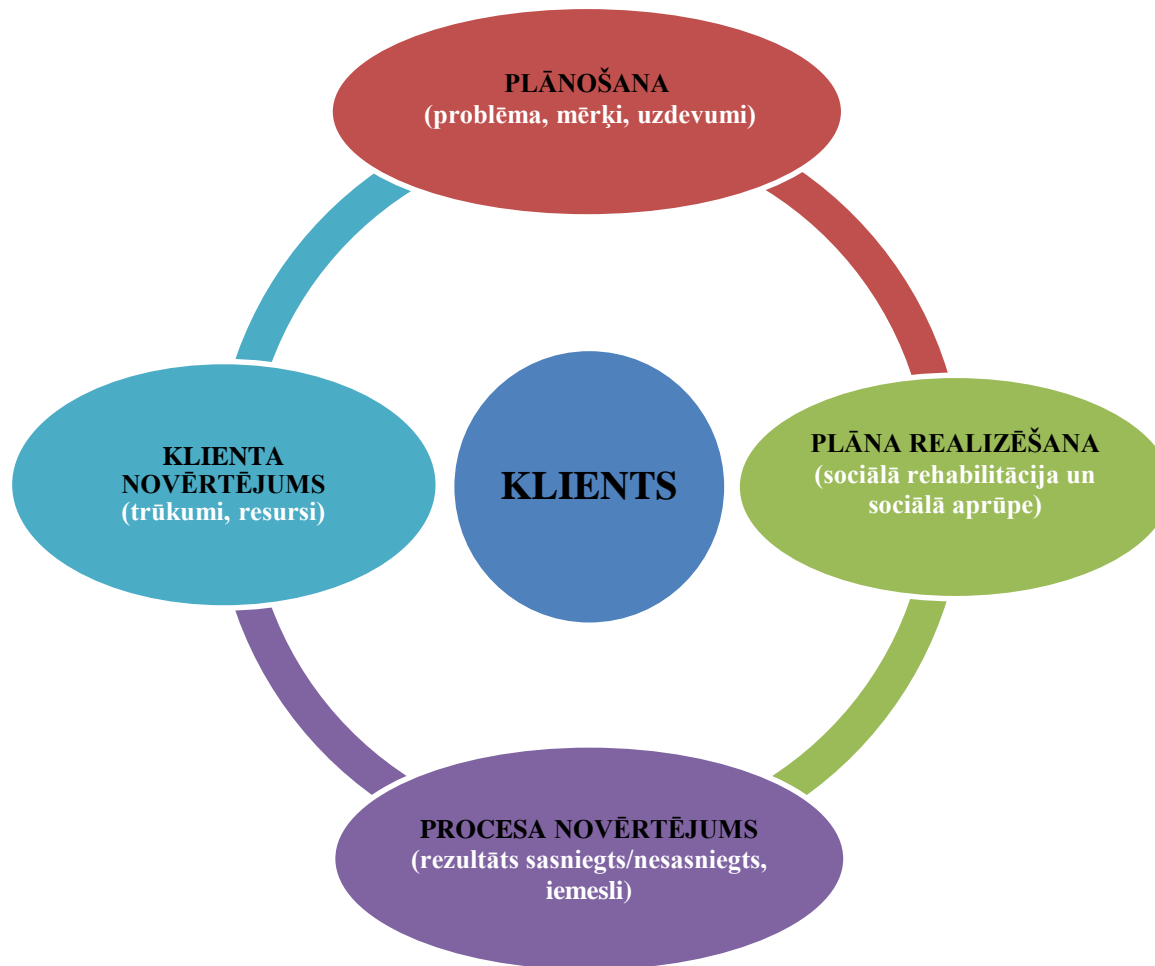 PLĀNOŠANA
(problēma, mērķi, uzdevumi)
KLIENTA
NOVĒRTĒJUMS
(trūkumi, resursi)
KLIENTS
PLĀNA REALIZĒŠANA
(sociālā rehabilitācija un
sociālā aprūpe)
PROCESA NOVĒRTĒJUMS
(rezultāts sasniegts/nesasniegts,
iemesli)